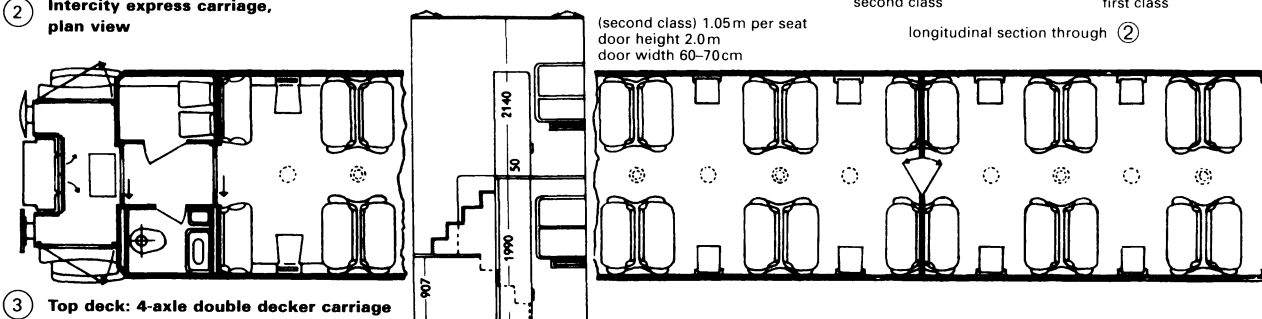 2 Intercity express carriage,
plan view
(second class) 1.05 m per seat
door height 2.0 m
door width 60–70 cm
second class
first class
longitudinal section through 2
2140
50
1990
907
3 Top deck: 4-axle double decker carriage